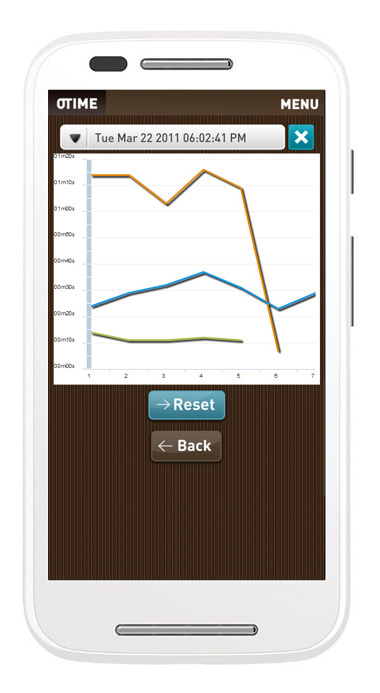 OTIME MENU
Tue Mar 22 2011 06:02:41 PM
01m20s
01m10s
01m00s
00m50s
00m40s
00m30s
00m20s
00m10s
00m00s
1 2 3 4 5 6 7
→ Reset
← Back